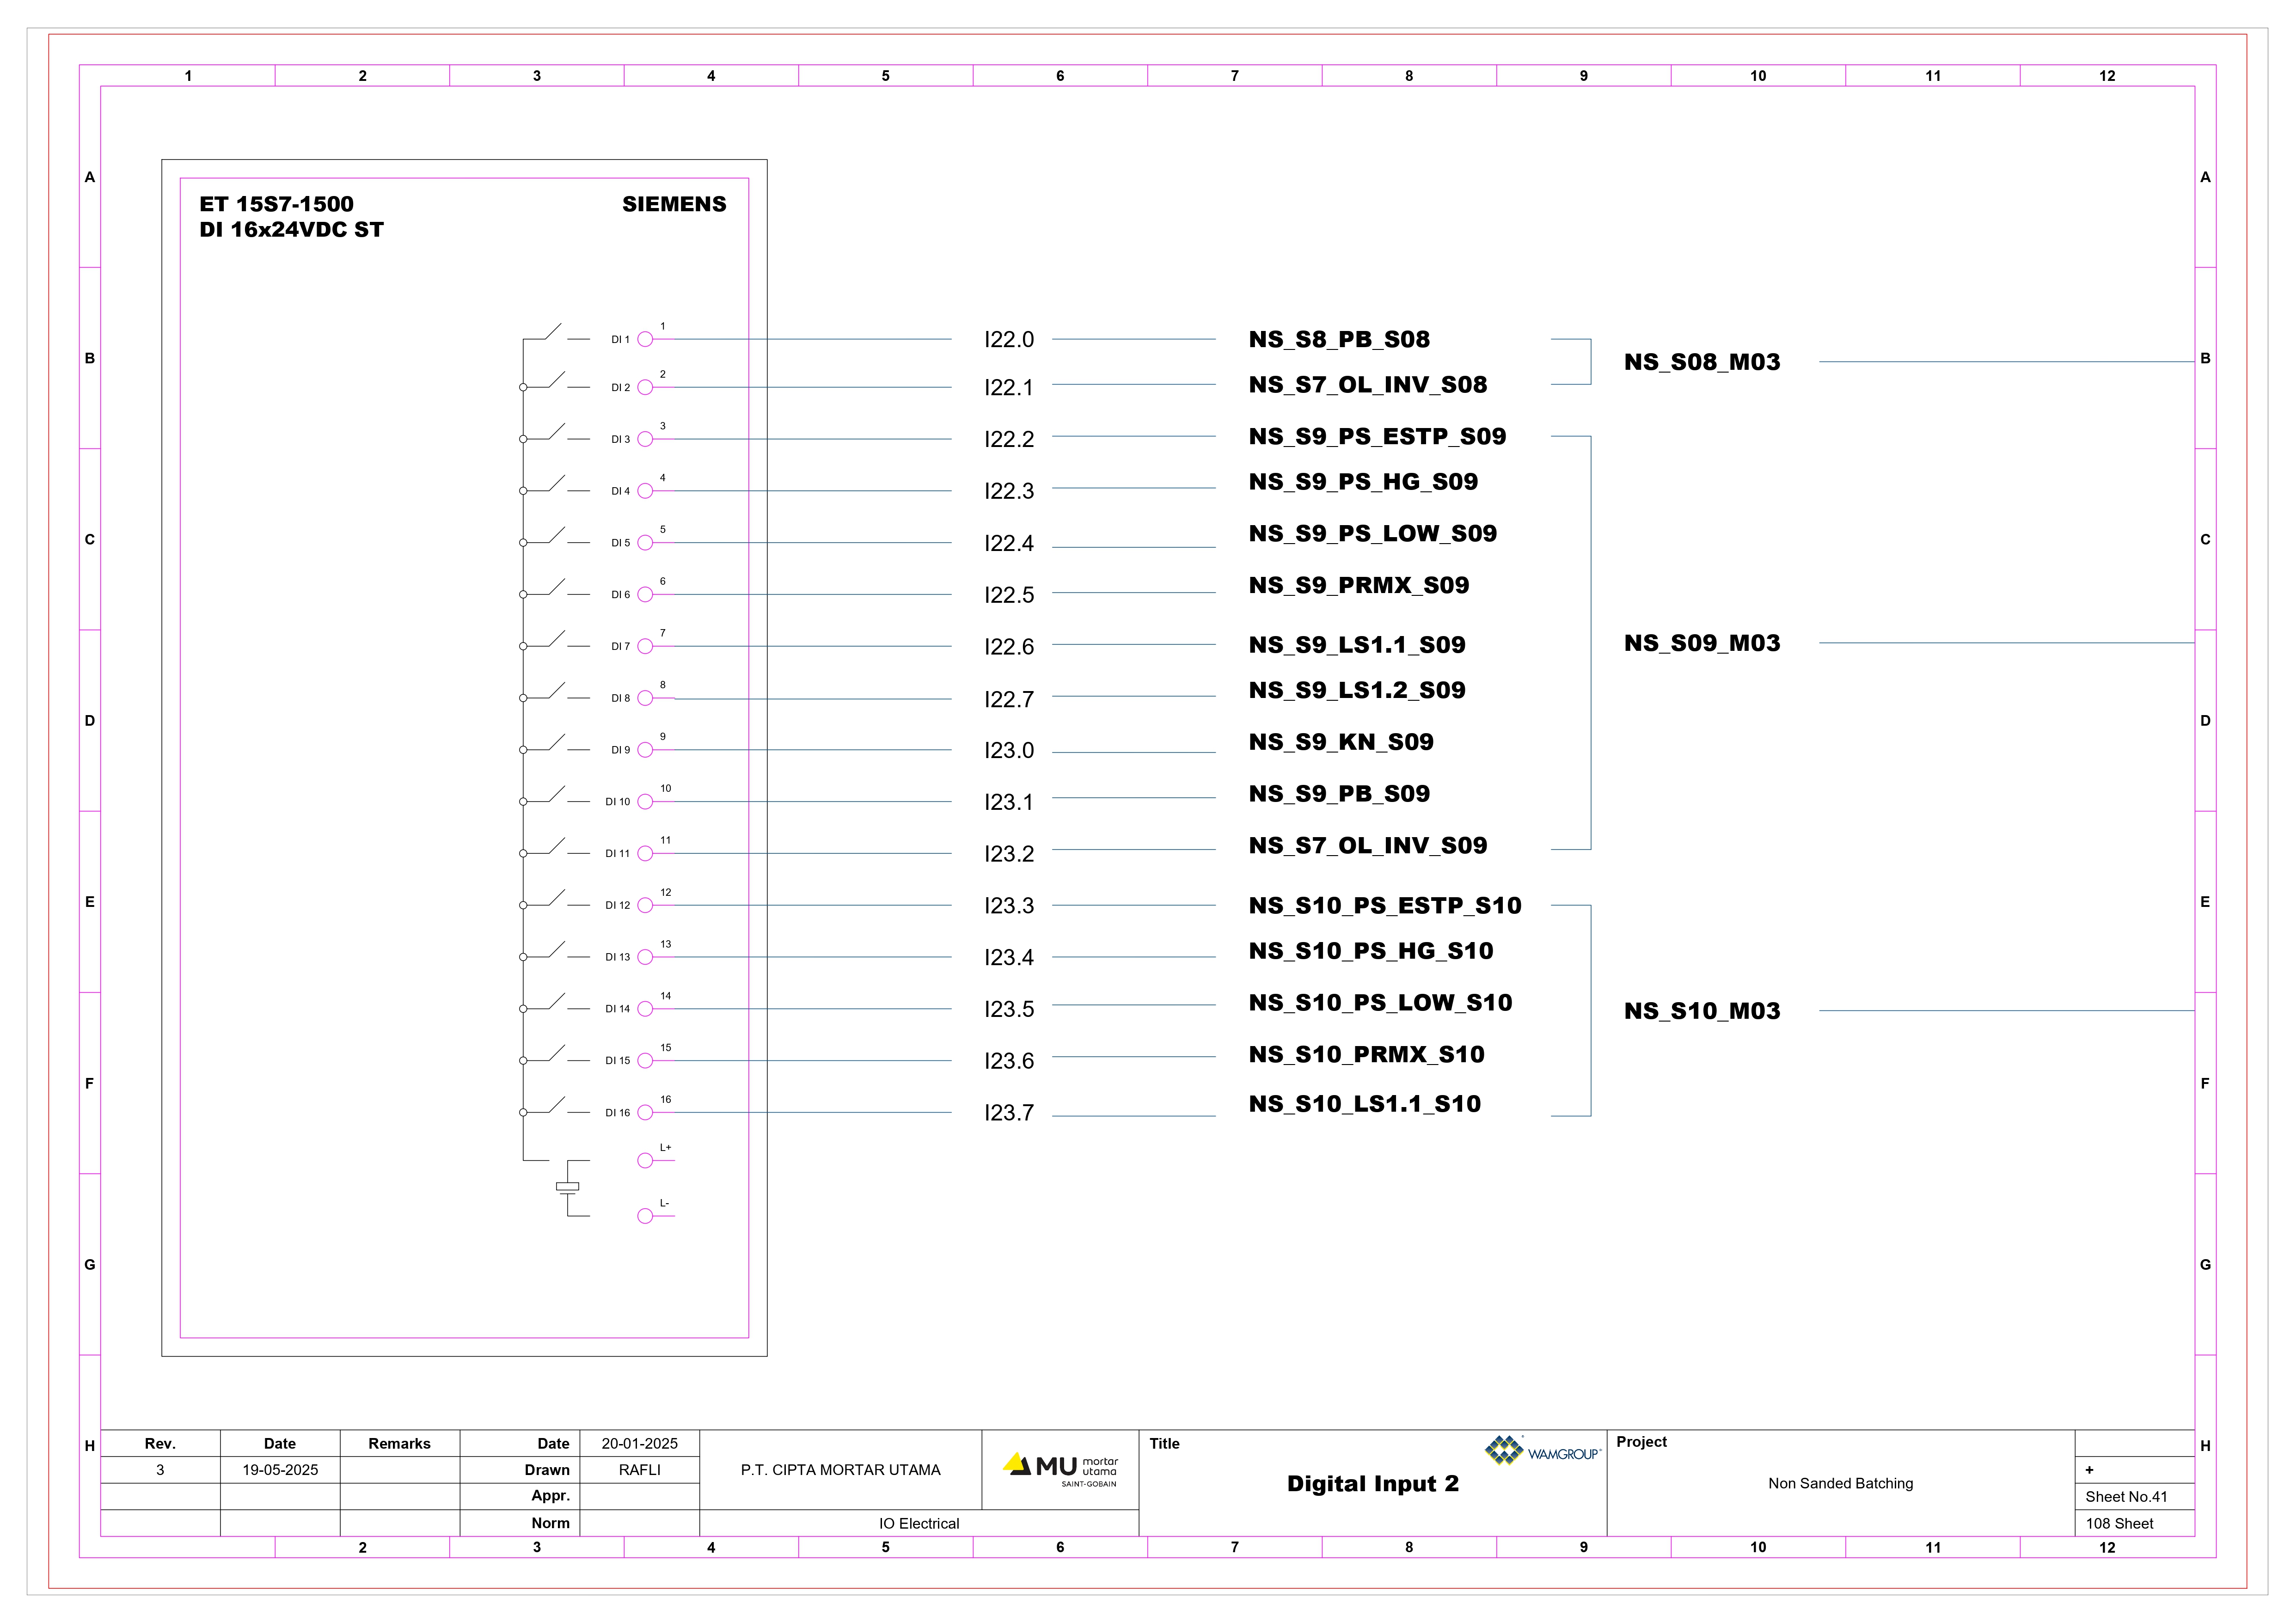 1 2 3 4 5 6 7 8 9 10 11 12
A A
ET 15S7-1500 SIEMENS
DI 16x24VDC ST
B B
DI 1 1 I22.0 NS_S8_PB_S08
NS_S08_M03
DI 2 2 I22.1 NS_S7_OL_INV_S08
DI 3 3 I22.2 NS_S9_PS_ESTP_S09
DI 4 4 I22.3 NS_S9_PS_HG_S09
C C
DI 5 5 I22.4 NS_S9_PS_LOW_S09
DI 6 6 I22.5 NS_S9_PRMX_S09
DI 7 7 I22.6 NS_S9_LS1.1_S09 NS_S09_M03
DI 8 8 I22.7 NS_S9_LS1.2_S09
D D
DI 9 9 I23.0 NS_S9_KN_S09
DI 10 10 I23.1 NS_S9_PB_S09
DI 11 11 I23.2 NS_S7_OL_INV_S09
E E
DI 12 12 I23.3 NS_S10_PS_ESTP_S10
DI 13 13 I23.4 NS_S10_PS_HG_S10
DI 14 14 I23.5 NS_S10_PS_LOW_S10 NS_S10_M03
DI 15 15 I23.6 NS_S10_PRMX_S10
F F
DI 16 16 I23.7 NS_S10_LS1.1_S10
L+
L-
G G
H H
Rev. Date Remarks Date 20-01-2025
3 19-05-2025 Drawn RAFLI
Appr.
Norm
P.T. CIPTA MORTAR UTAMA
MU mortar utama
SAINT-GOBAIN
IO Electrical
Title
WAMGROUP®
Digital Input 2
Project
Non Sanded Batching
+
Sheet No.41
108 Sheet
2 3 4 5 6 7 8 9 10 11 12